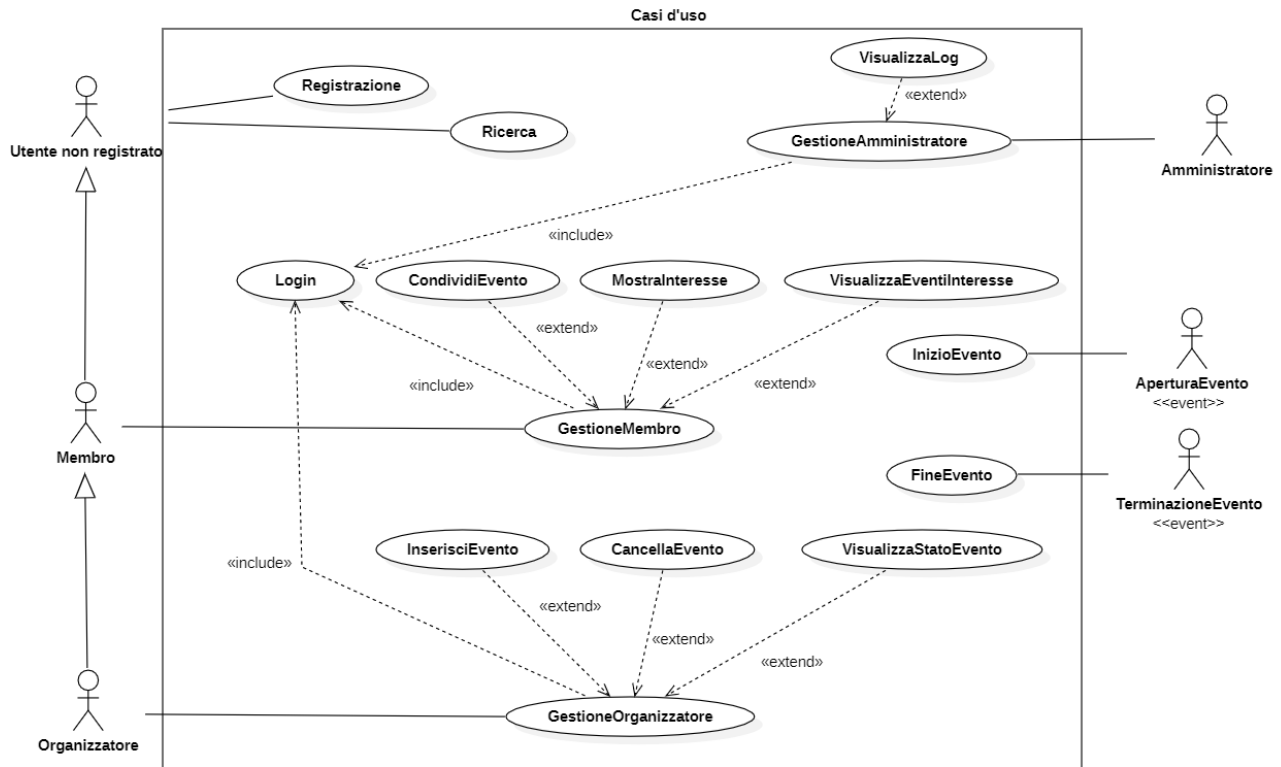 Casi d'uso
VisualizzaLog
Registrazione
«extend»
Ricerca
GestioneAmministratore
Utente non registrato
Amministratore
«include»
Login
CondividiEvento
MostraInteresse
VisualizzaEventiInteresse
«extend»
InizioEvento
«extend»
«include»
«extend»
AperturaEvento
<<event>>
GestioneMembro
Membro
FineEvento
TerminazioneEvento
<<event>>
InserisciEvento
CancellaEvento
VisualizzaStatoEvento
«include»
«extend»
«extend»
«extend»
GestioneOrganizzatore
Organizzatore